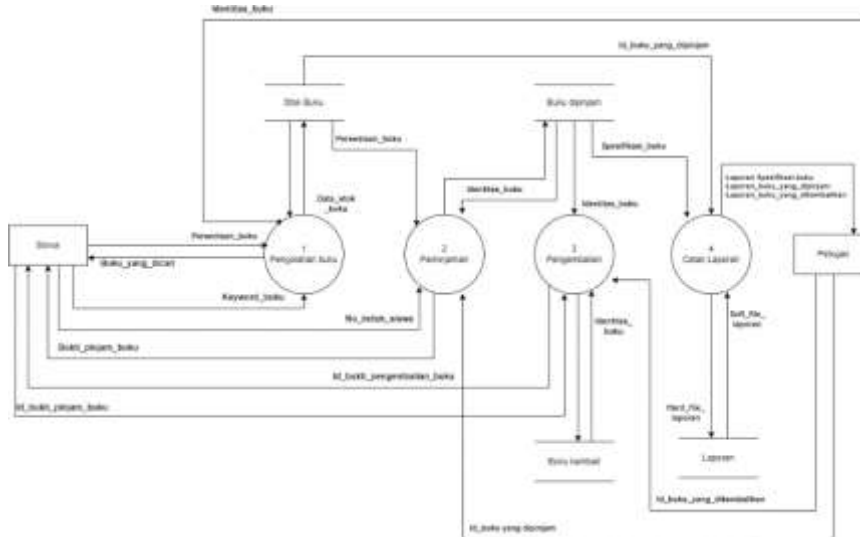 Identitas_buku
Id_buku_yang_dipinjam
Stok Buku
Buku dipinjam
Permintaan_buku
Spesifikasi_buku
Laporan Spesifikasi buku
Laporan_buku_yang_dipinjam
Laporan_buku_yang_dikembalikan
Identitas_buku
Data_stok
_buku
Identitas_buku
Permintaan_buku
Siswa
1
Pengolahan buku
2
Peminjaman
3
Pengembalian
4
Catan Laporan
Petugas
Buku_yang_dicari
Keyword_buku
No_induk_siswa
Identitas_
buku
Soft_file_
laporan
Bukti_pinjam_buku
Id_bukti_pengembalian_buku
Id_bukti_pinjam_buku
Hard_file_
laporan
Buku kembali
Laporan
Id_buku_yang_dikembalikan
Id_buku yang dipinjam